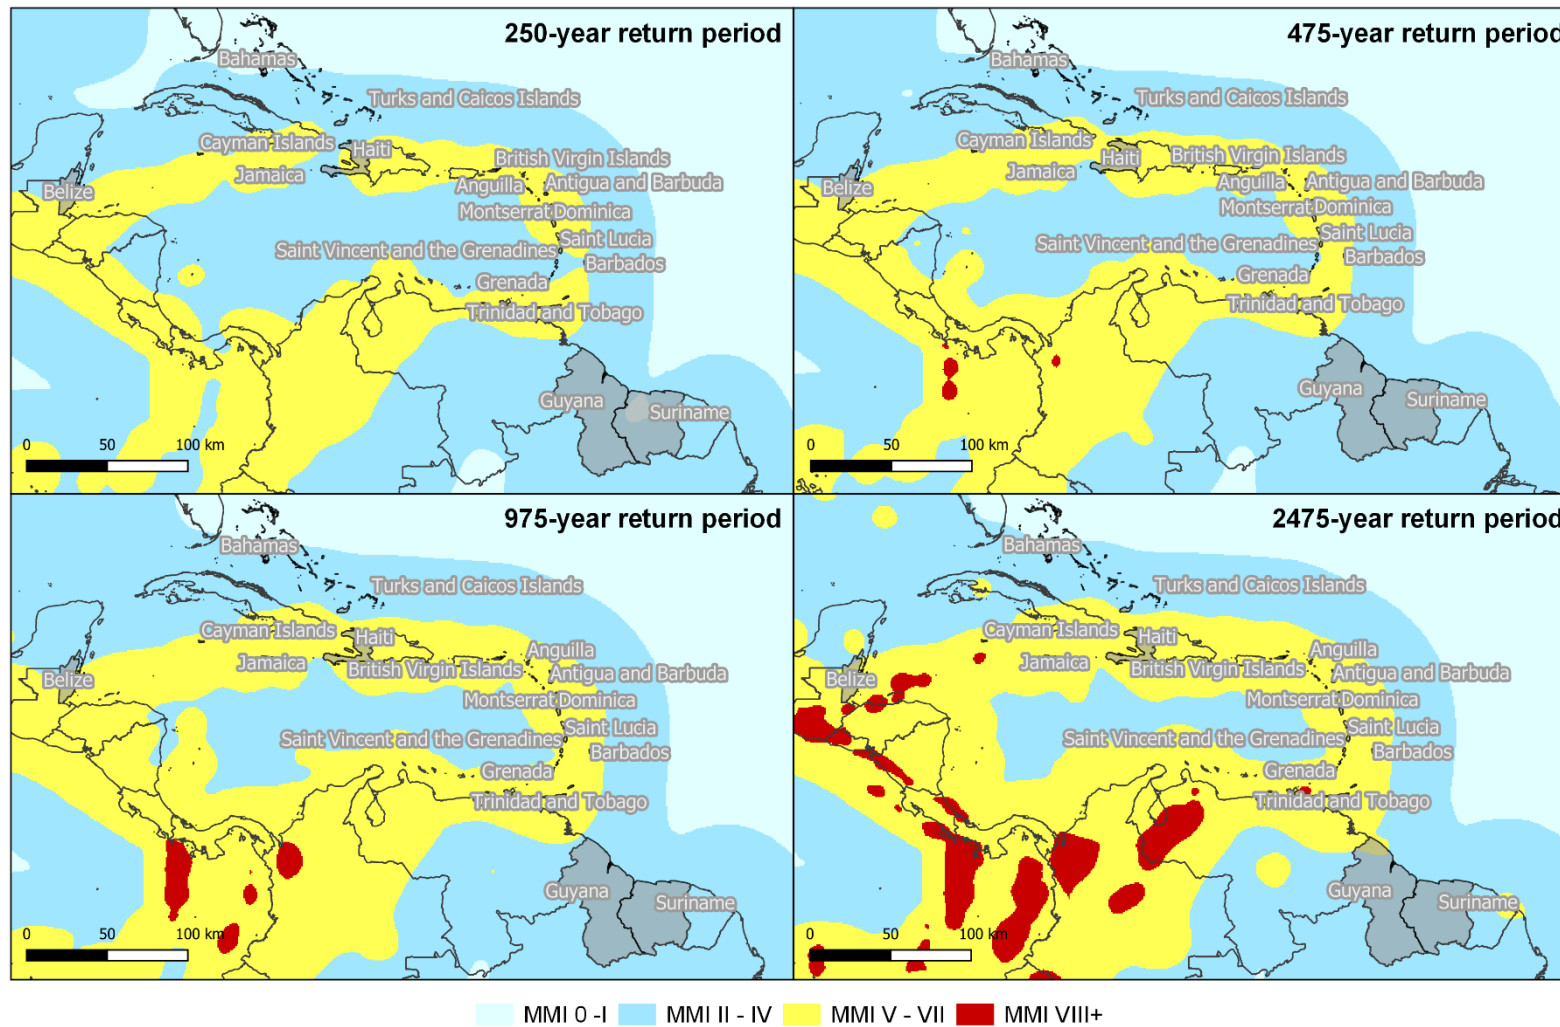 250-year return period
Bahamas
Turks and Caicos Islands
Cayman Islands
Haiti
British Virgin Islands
Jamaica
Anguilla
Antigua and Barbuda
Belize
Montserrat
Dominica
Saint Lucia
Saint Vincent and the Grenadines
Barbados
Grenada
Trinidad and Tobago
Guyana
Suriname
0 50 100 km
475-year return period
Bahamas
Turks and Caicos Islands
Cayman Islands
Haiti
British Virgin Islands
Jamaica
Anguilla
Antigua and Barbuda
Belize
Montserrat
Dominica
Saint Lucia
Saint Vincent and the Grenadines
Barbados
Grenada
Trinidad and Tobago
Guyana
Suriname
0 50 100 km
975-year return period
Bahamas
Turks and Caicos Islands
Cayman Islands
Haiti
Anguilla
Jamaica
British Virgin Islands
Antigua and Barbuda
Belize
Montserrat
Dominica
Saint Lucia
Saint Vincent and the Grenadines
Barbados
Grenada
Trinidad and Tobago
Guyana
Suriname
0 50 100 km
2475-year return period
Bahamas
Turks and Caicos Islands
Cayman Islands
Haiti
Anguilla
Jamaica
British Virgin Islands
Antigua and Barbuda
Belize
Montserrat
Dominica
Saint Lucia
Saint Vincent and the Grenadines
Barbados
Grenada
Trinidad and Tobago
Guyana
Suriname
0 50 100 km
MMI 0 -I MMI II - IV MMI V - VII MMI VIII+